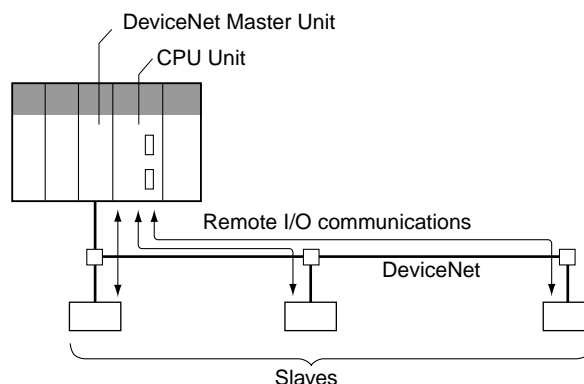 DeviceNet Master Unit
CPU Unit
Remote I/O communications
DeviceNet
Slaves